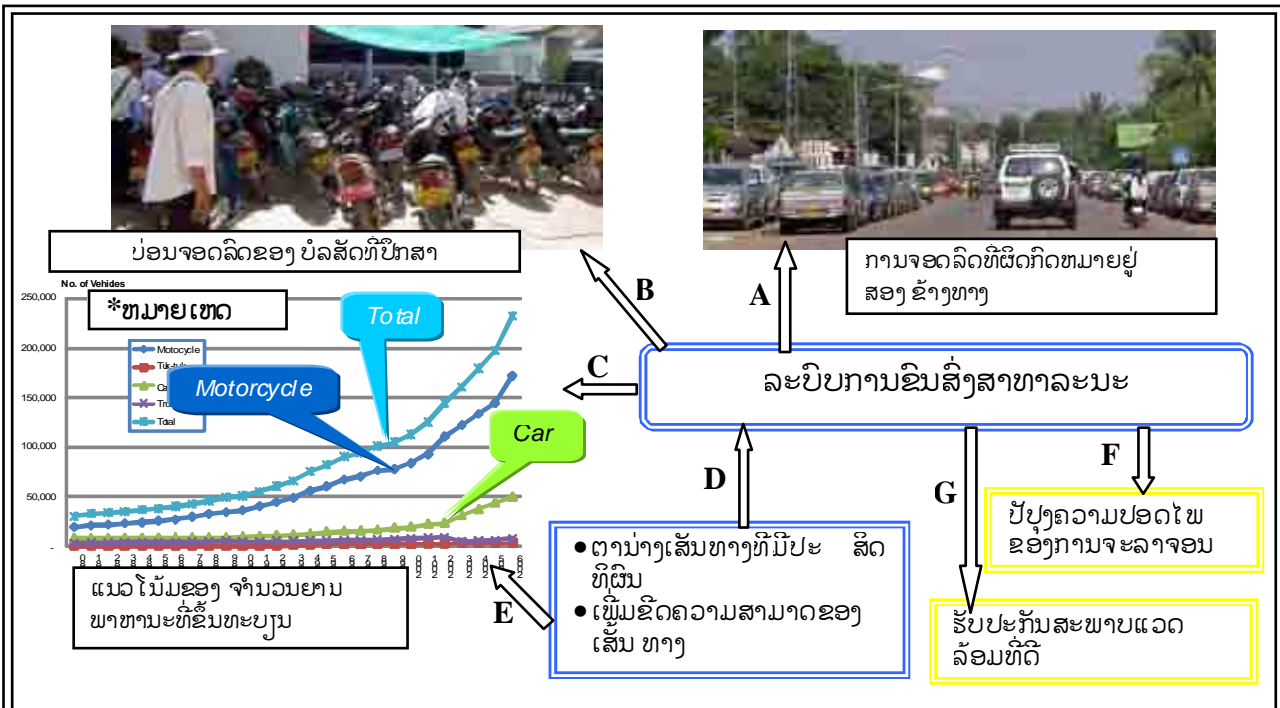 ບ່ອນຈອດລົດຂອງ ບໍລິສັດທີ່ປຶກສາ
ການຈອດລົດທີ່ຜິດກົດຫມາຍຢູ່
ສອງ ຂ້າງທາງ
No. of Vehicles
250,000
200,000
150,000
100,000
50,000
-
*ຫມາຍເຫດ
Motocycle
Total
Total
Motorcycle
Car
A
B
C
D
E
F
G
ລະບົບການຂົນສົ່ງສາທາລະນະ
ແນວໂນ້ມຂອງ ຈຳນວນຍານ
ພາຫານະທີ່ຂຶ້ນທະບຽນ
• ຕານ່າງເສັ້ນທາງທີ່ມີປະ ສິດ
ທິຜົນ
• ເພີ່ມຂີດຄວາມສາມາດຂອງ
ເສັ້ນ ທາງ
ປັປຸງຄວາມປອດໄພ
ຂອງການຈະລາຈອນ
ຮັບປະກັນສະພາບແວດ
ລ້ອມທີ່ດີ